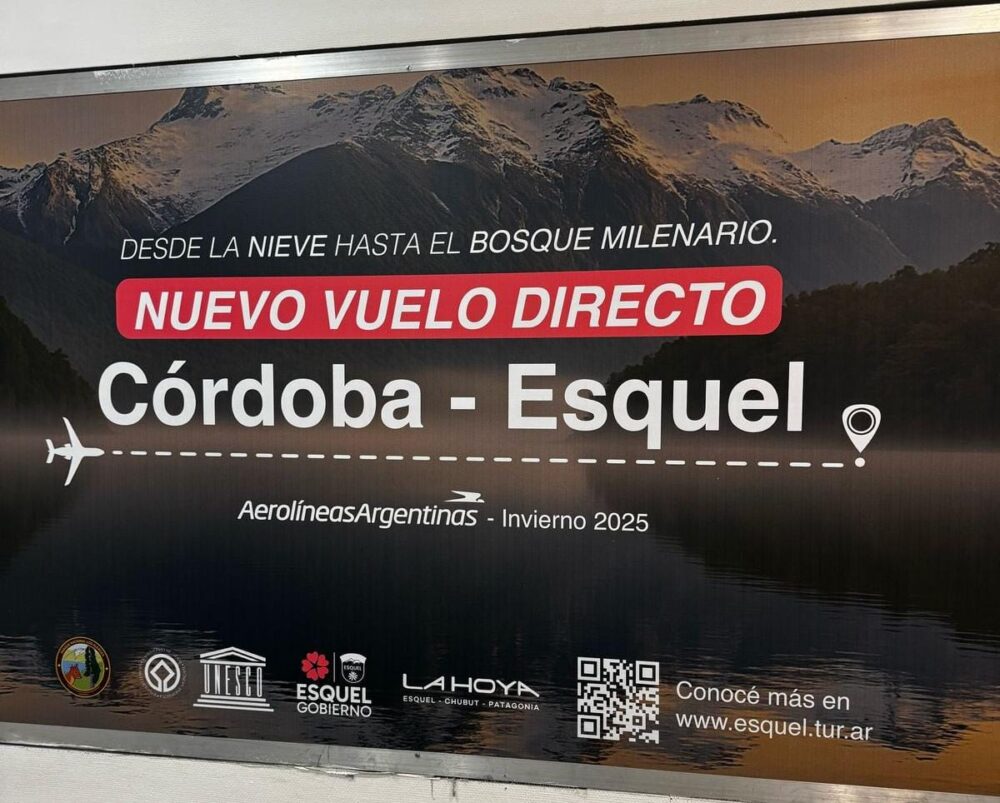 DESDE LA NIEVE HASTA EL BOSQUE MILENARIO.
NUEVO VUELO DIRECTO
Córdoba - Esquel
AerolíneasArgentinas - Invierno 2025
UNESCO
ESQUEL
ESQUEL
GOBIERNO
LA HOYA
ESQUEL - CHUBUT - PATAGONIA
Conocé más en
www.esquel.tur.ar